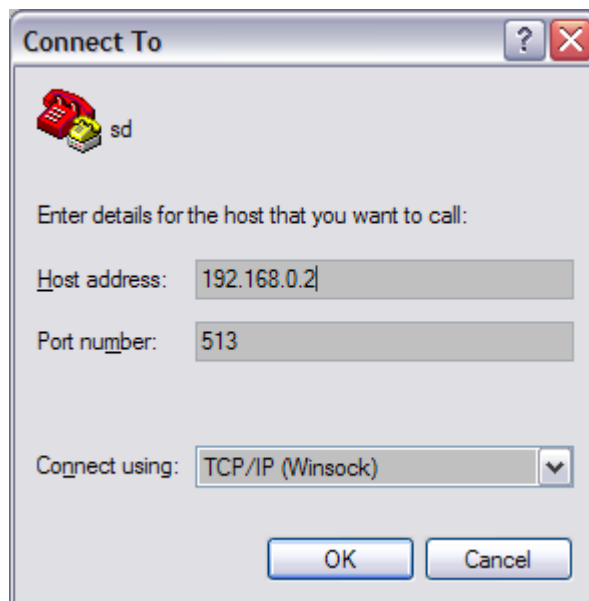 Connect To
sd
Enter details for the host that you want to call:
Host address: 192.168.0.2
Port number: 513
Connect using: TCP/IP (Winsock)
OK Cancel